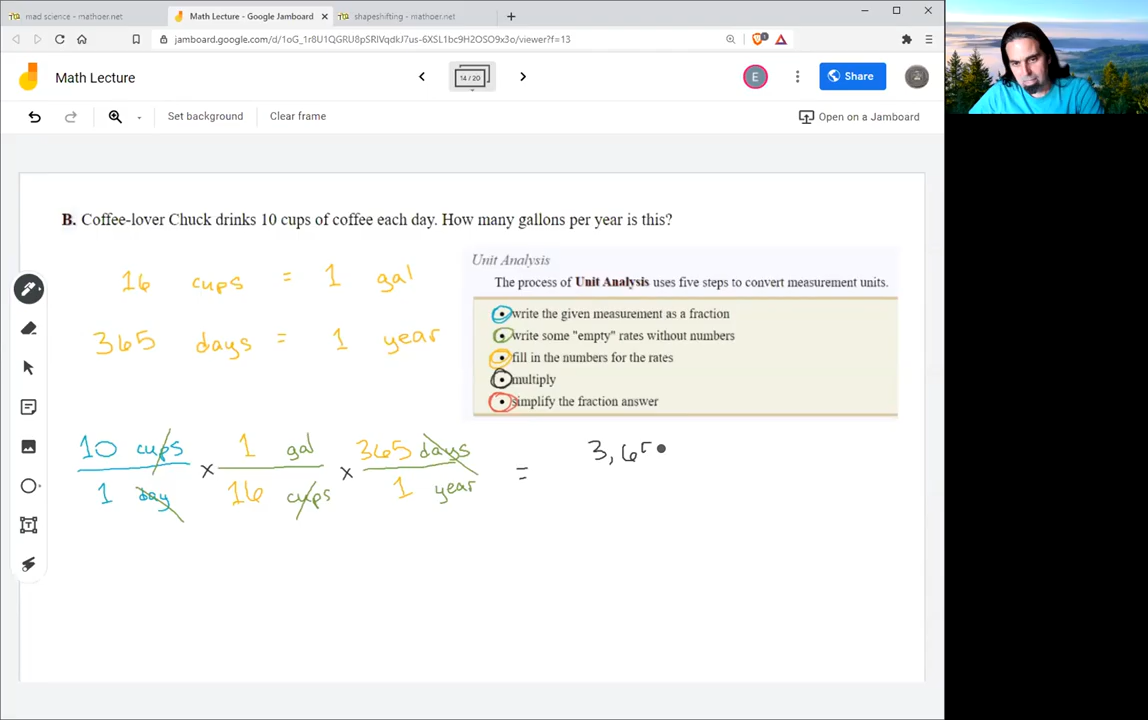 mad science - mathoer.net
Math Lecture - Google Jamboard
shapeshifting - mathoer.net
jamboard.google.com/d/1oG_1r8U1QGRU8pSRlVqdkJ7us-6XSL1bc9H2OSO9x3o/viewer?f=13
Math Lecture
14 / 20
E
Share
Set background
Clear frame
Open on a Jamboard
B. Coffee-lover Chuck drinks 10 cups of coffee each day. How many gallons per year is this?
16 cups = 1 gal
365 days = 1 year
Unit Analysis
The process of Unit Analysis uses five steps to convert measurement units.
• write the given measurement as a fraction
• write some "empty" rates without numbers
• fill in the numbers for the rates
• multiply
• simplify the fraction answer
10 cups × 1 gal × 365 days = 3,65
1 day 16 cups 1 year